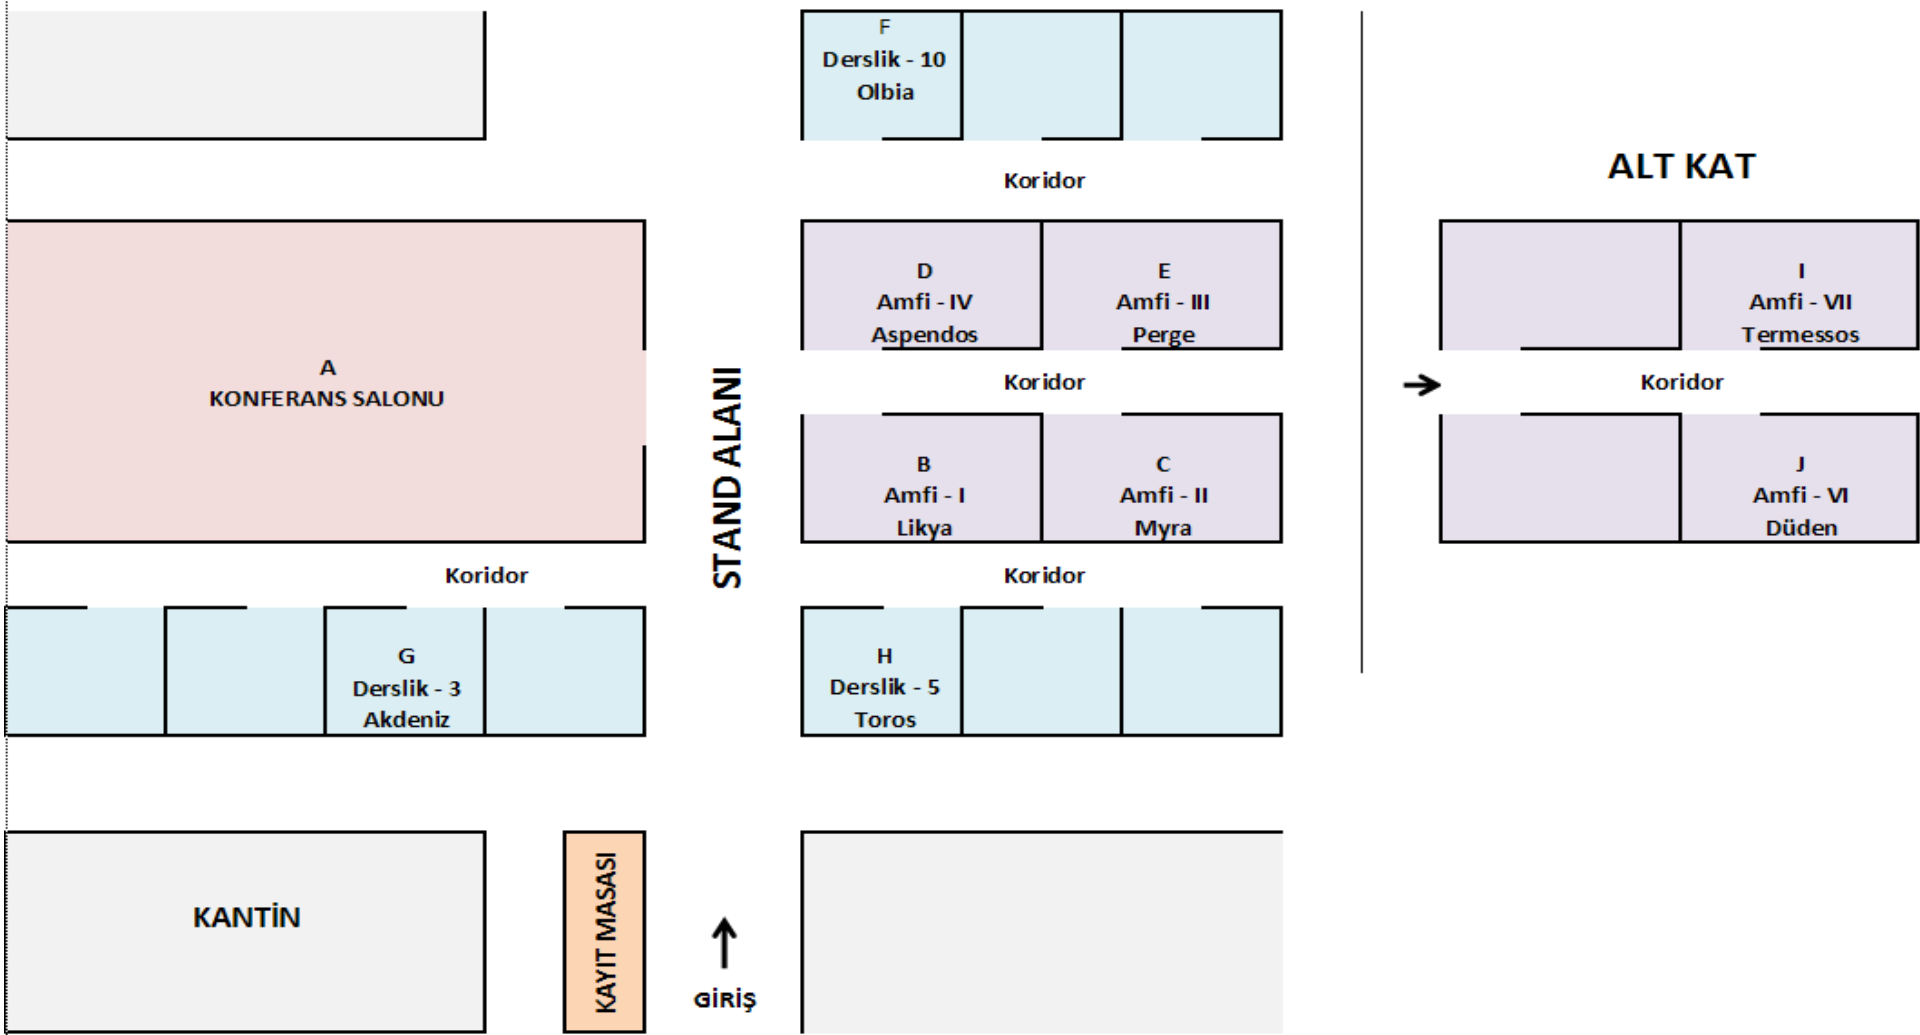 F
Derslik - 10
Olbia
Koridor
ALT KAT
D
Amfi - IV
Aspendos
E
Amfi - III
Perge
I
Amfi - VII
Termessos
A
KONFERANS SALONU
STAND ALANI
Koridor
Koridor
B
Amfi - I
Likya
C
Amfi - II
Myra
J
Amfi - VI
Düden
Koridor
Koridor
G
Derslik - 3
Akdeniz
H
Derslik - 5
Toros
KANTİN
KAYIT MASASI
GİRİŞ